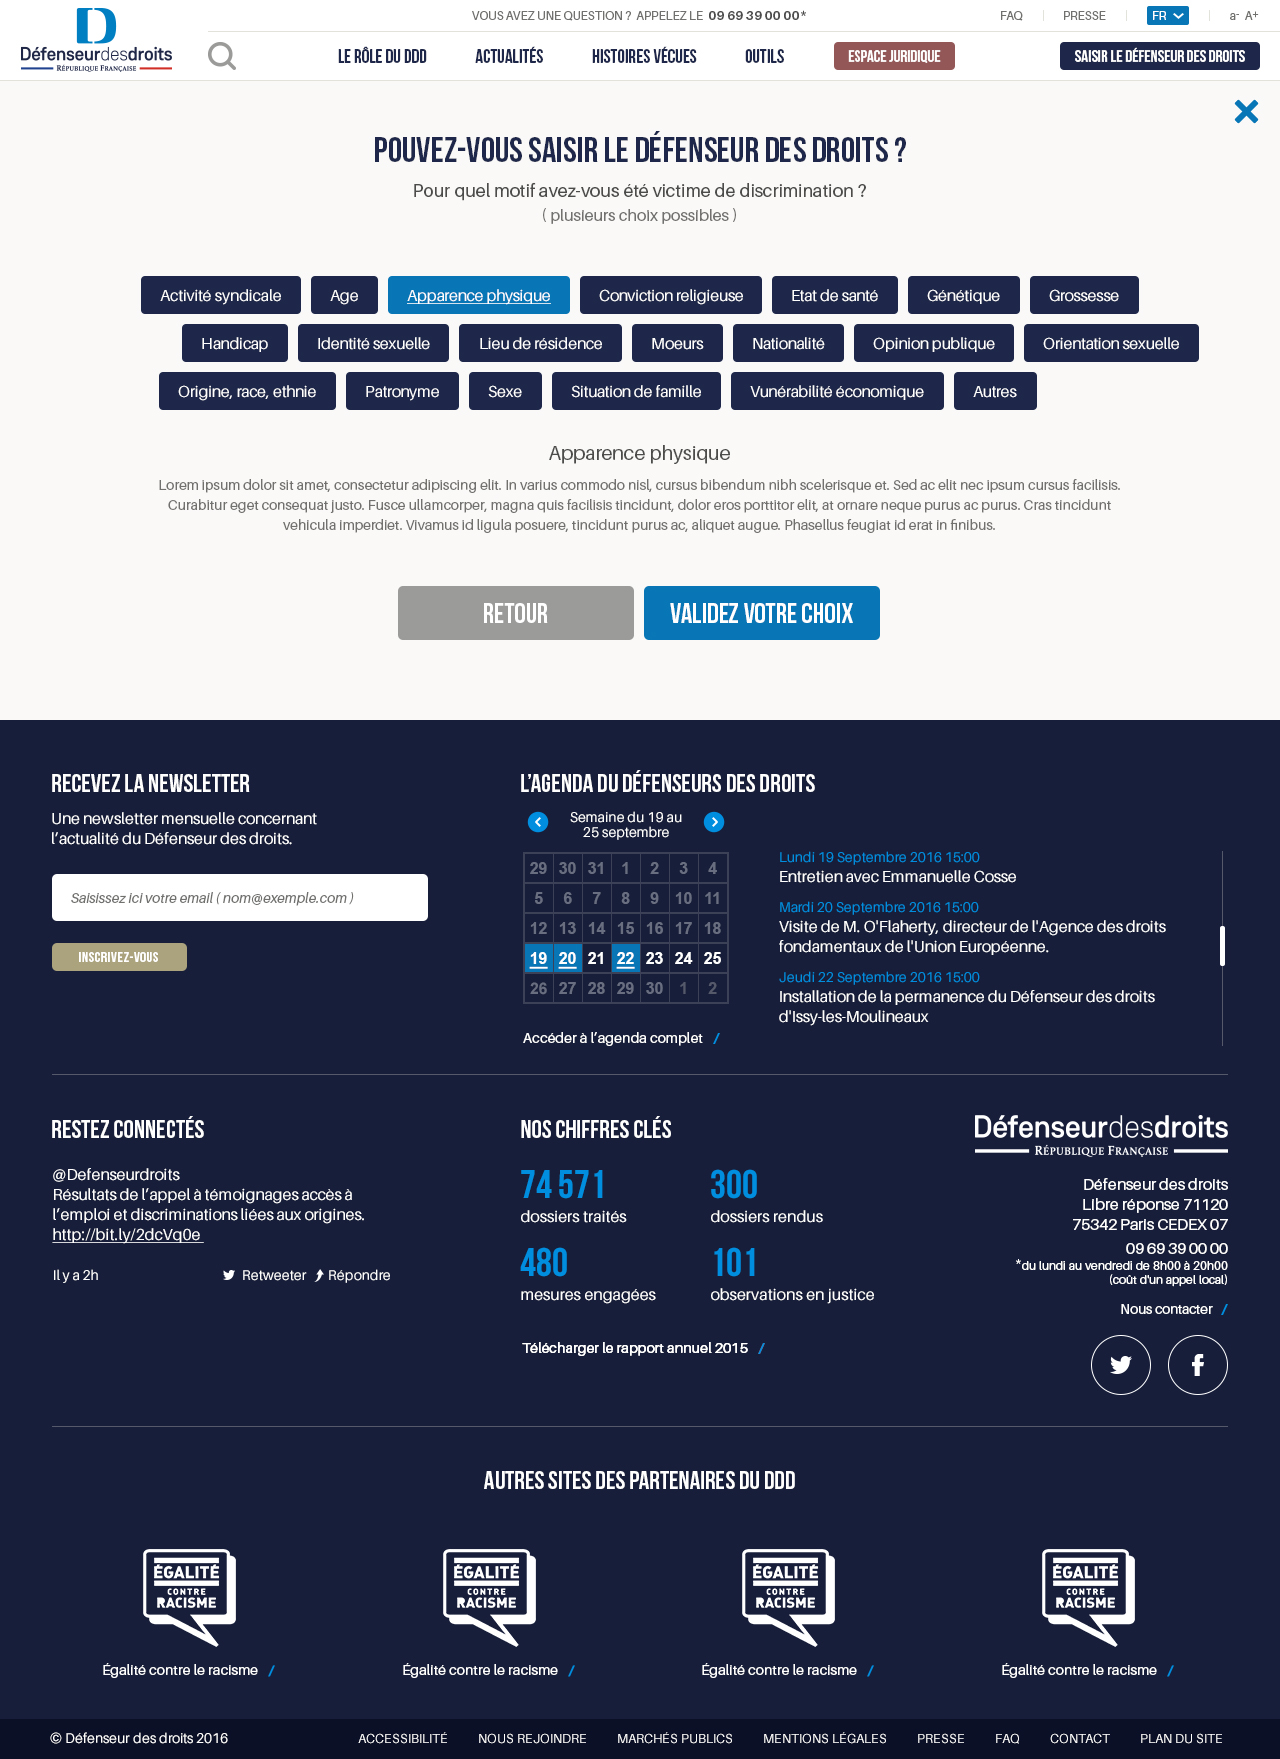 VOUS AVEZ UNE QUESTION ? APPELEZ LE 09 69 39 00 00*
FAQ PRESSE FR a- A+
Défenseurdesdroits
RÉPUBLIQUE FRANÇAISE
LE RÔLE DU DDD ACTUALITÉS HISTOIRES VÉCUES OUTILS ESPACE JURIDIQUE SAISIR LE DÉFENSEUR DES DROITS
POUVEZ-VOUS SAISIR LE DÉFENSEUR DES DROITS ?
Pour quel motif avez-vous été victime de discrimination ?
( plusieurs choix possibles )
Activité syndicale Age Apparence physique Conviction religieuse Etat de santé Génétique Grossesse
Handicap Identité sexuelle Lieu de résidence Moeurs Nationalité Opinion publique Orientation sexuelle
Origine, race, ethnie Patronyme Sexe Situation de famille Vunérabilité économique Autres
Apparence physique
Lorem ipsum dolor sit amet, consectetur adipiscing elit. In varius commodo nisl, cursus bibendum nibh scelerisque et. Sed ac elit nec ipsum cursus facilisis.
Curabitur eget consequat justo. Fusce ullamcorper, magna quis facilisis tincidunt, dolor eros porttitor elit, at ornare neque purus ac purus. Cras tincidunt
vehicula imperdiet. Vivamus id ligula posuere, tincidunt purus ac, aliquet augue. Phasellus feugiat id erat in finibus.
RETOUR VALIDEZ VOTRE CHOIX
RECEVEZ LA NEWSLETTER
Une newsletter mensuelle concernant
l’actualité du Défenseur des droits.
Saisissez ici votre email ( nom@exemple.com )
INSCRIVEZ-VOUS
L’AGENDA DU DÉFENSEURS DES DROITS
Semaine du 19 au
25 septembre
29 30 31 1 2 3 4
5 6 7 8 9 10 11
12 13 14 15 16 17 18
19 20 21 22 23 24 25
26 27 28 29 30 1 2
Accéder à l’agenda complet /
Lundi 19 Septembre 2016 15:00
Entretien avec Emmanuelle Cosse
Mardi 20 Septembre 2016 15:00
Visite de M. O'Flaherty, directeur de l'Agence des droits
fondamentaux de l'Union Européenne.
Jeudi 22 Septembre 2016 15:00
Installation de la permanence du Défenseur des droits
d'Issy-les-Moulineaux
RESTEZ CONNECTÉS
@Defenseurdroits
Résultats de l’appel à témoignages accès à
l’emploi et discriminations liées aux origines.
http://bit.ly/2dcVq0e
Il y a 2h Retweeter Répondre
NOS CHIFFRES CLÉS
74 571 300
dossiers traités dossiers rendus
480 101
mesures engagées observations en justice
Télécharger le rapport annuel 2015 /
Défenseurdesdroits
RÉPUBLIQUE FRANÇAISE
Défenseur des droits
Libre réponse 71120
75342 Paris CEDEX 07
09 69 39 00 00
*du lundi au vendredi de 8h00 à 20h00
(coût d'un appel local)
Nous contacter /
AUTRES SITES DES PARTENAIRES DU DDD
ÉGALITÉ
CONTRE
RACISME
Égalité contre le racisme /
ÉGALITÉ
CONTRE
RACISME
Égalité contre le racisme /
ÉGALITÉ
CONTRE
RACISME
Égalité contre le racisme /
ÉGALITÉ
CONTRE
RACISME
Égalité contre le racisme /
© Défenseur des droits 2016 ACCESSIBILITÉ NOUS REJOINDRE MARCHÉS PUBLICS MENTIONS LÉGALES PRESSE FAQ CONTACT PLAN DU SITE